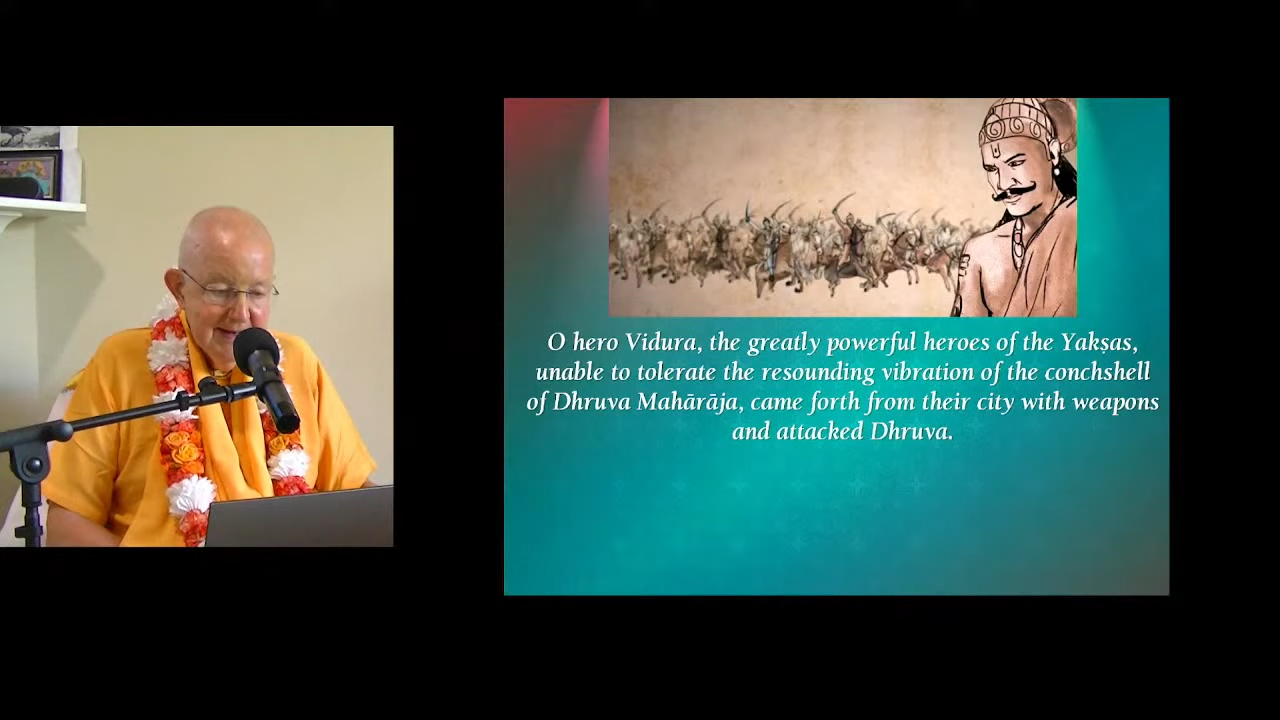 O hero Vidura, the greatly powerful heroes of the Yakṣas,
unable to tolerate the resounding vibration of the conchshell
of Dhruva Mahārāja, came forth from their city with weapons
and attacked Dhruva.